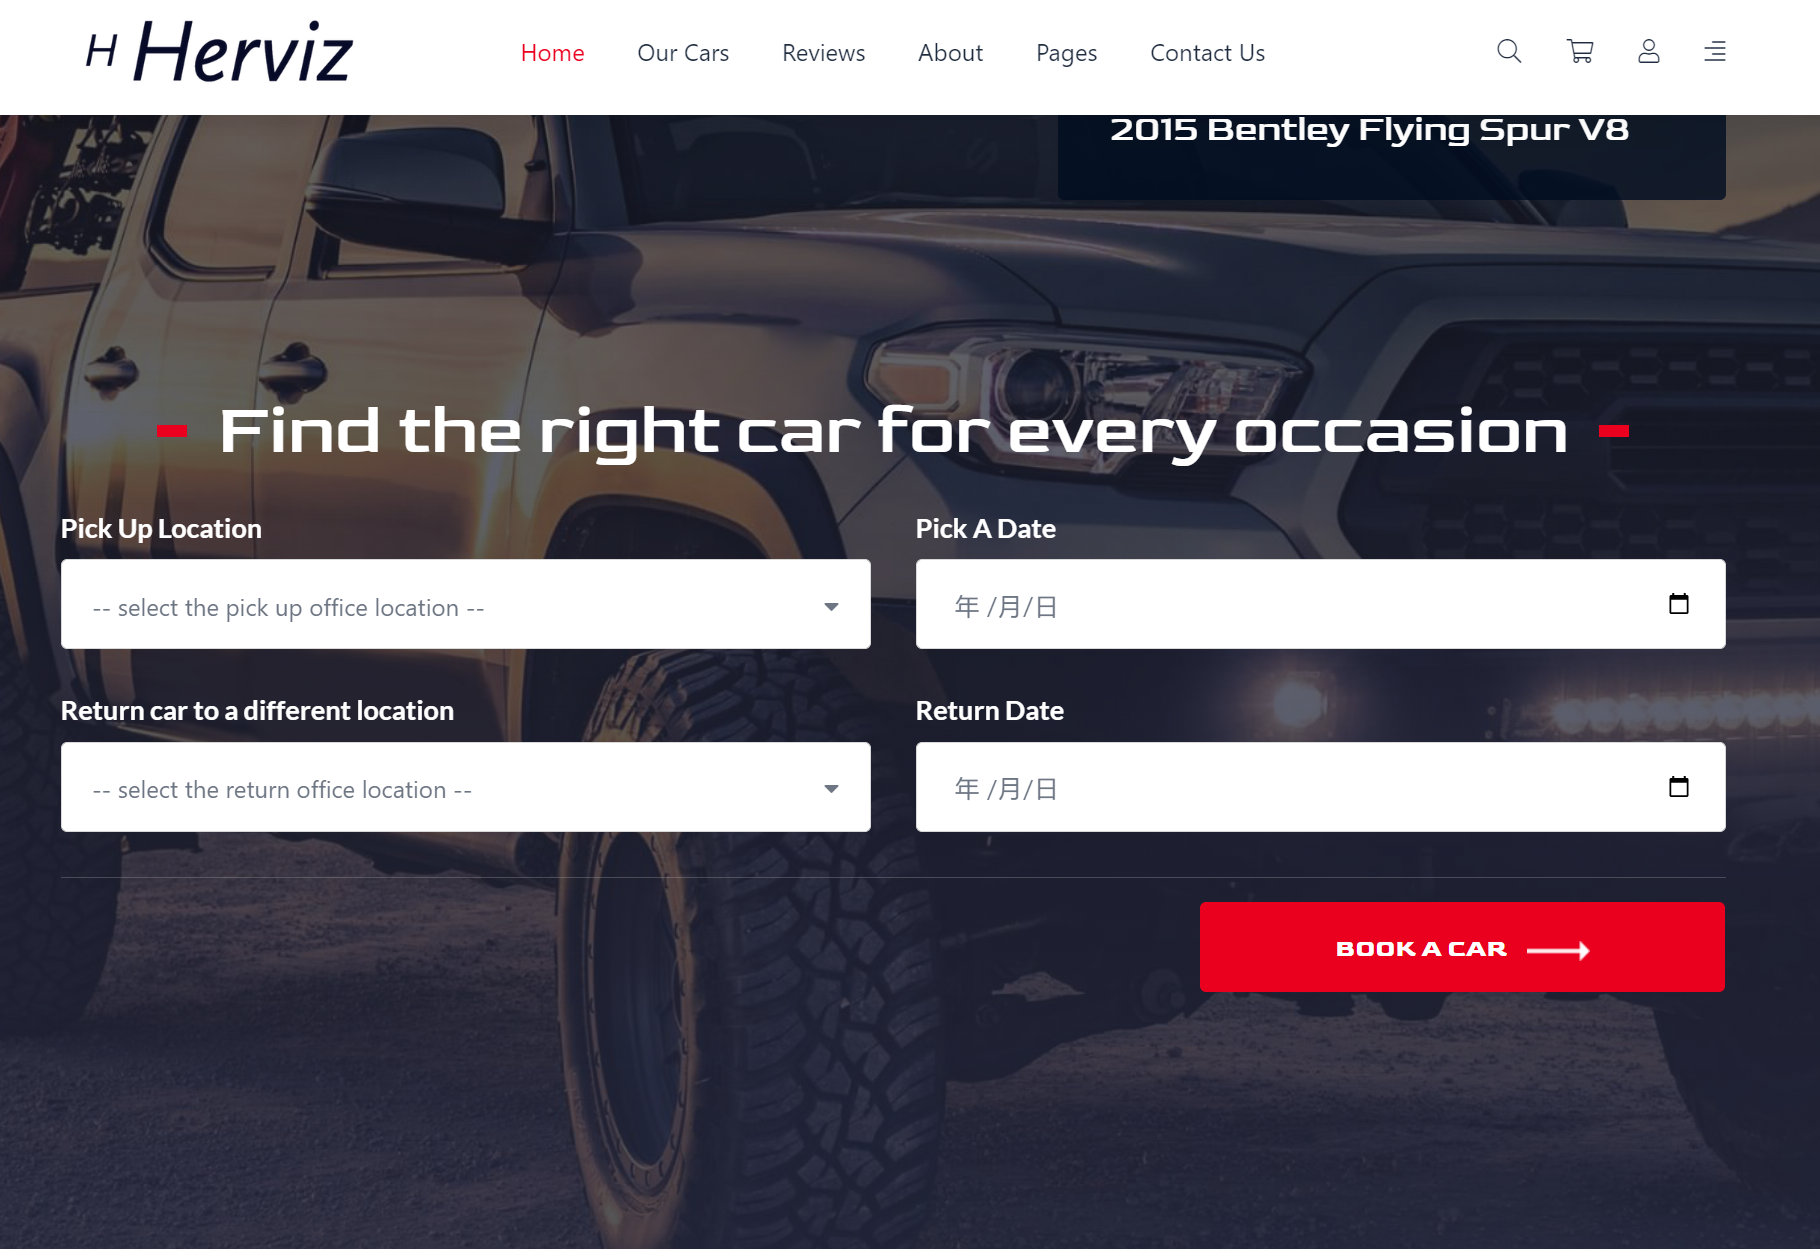 H Herviz
Home Our Cars Reviews About Pages Contact Us
2015 Bentley Flying Spur V8
Find the right car for every occasion
Pick Up Location
-- select the pick up office location --
Pick A Date
年 /月/日
Return car to a different location
-- select the return office location --
Return Date
年 /月/日
BOOK A CAR